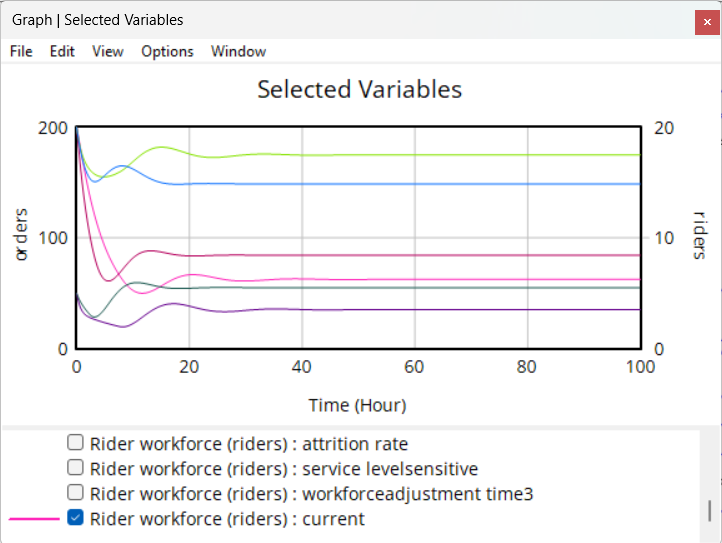 Graph | Selected Variables
File Edit View Options Window
Selected Variables
200 20
orders
riders
100 10
0 0
0 20 40 60 80 100
Time (Hour)
Rider workforce (riders) : attrition rate
Rider workforce (riders) : service levelsensitive
Rider workforce (riders) : workforceadjustment time3
Rider workforce (riders) : current